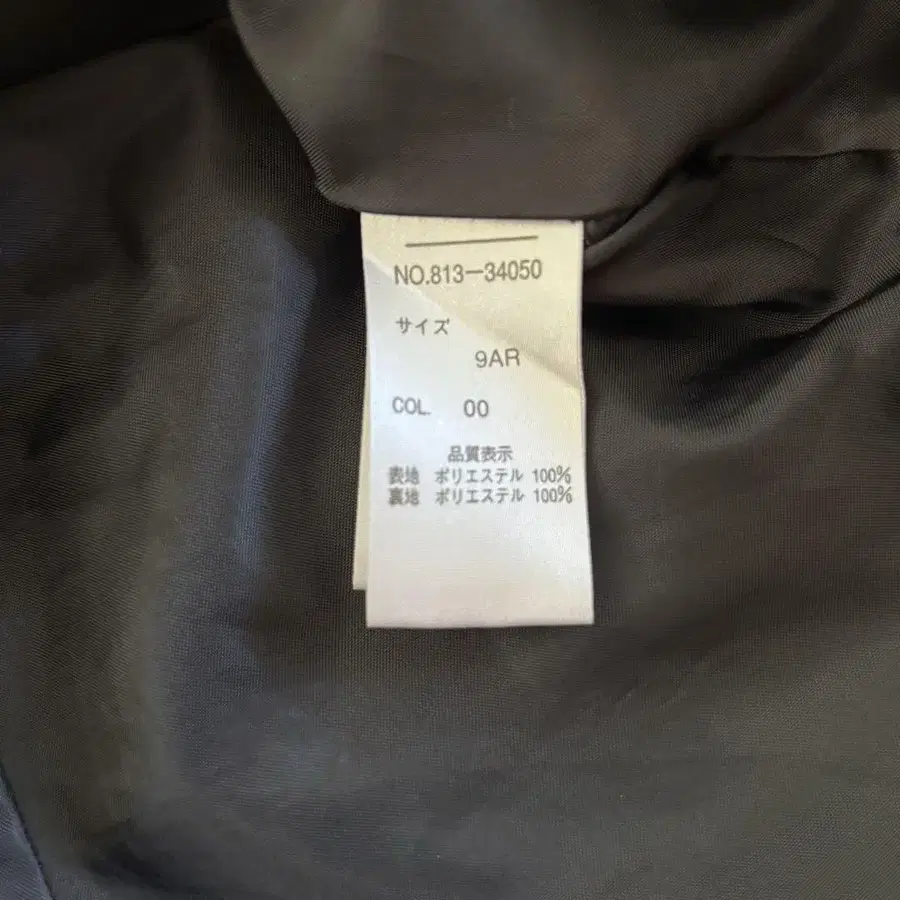 NO.813−34050
サイズ
9AR
COL. 00
品質表示
表地 ポリエステル 100%
裏地 ポリエステル 100%